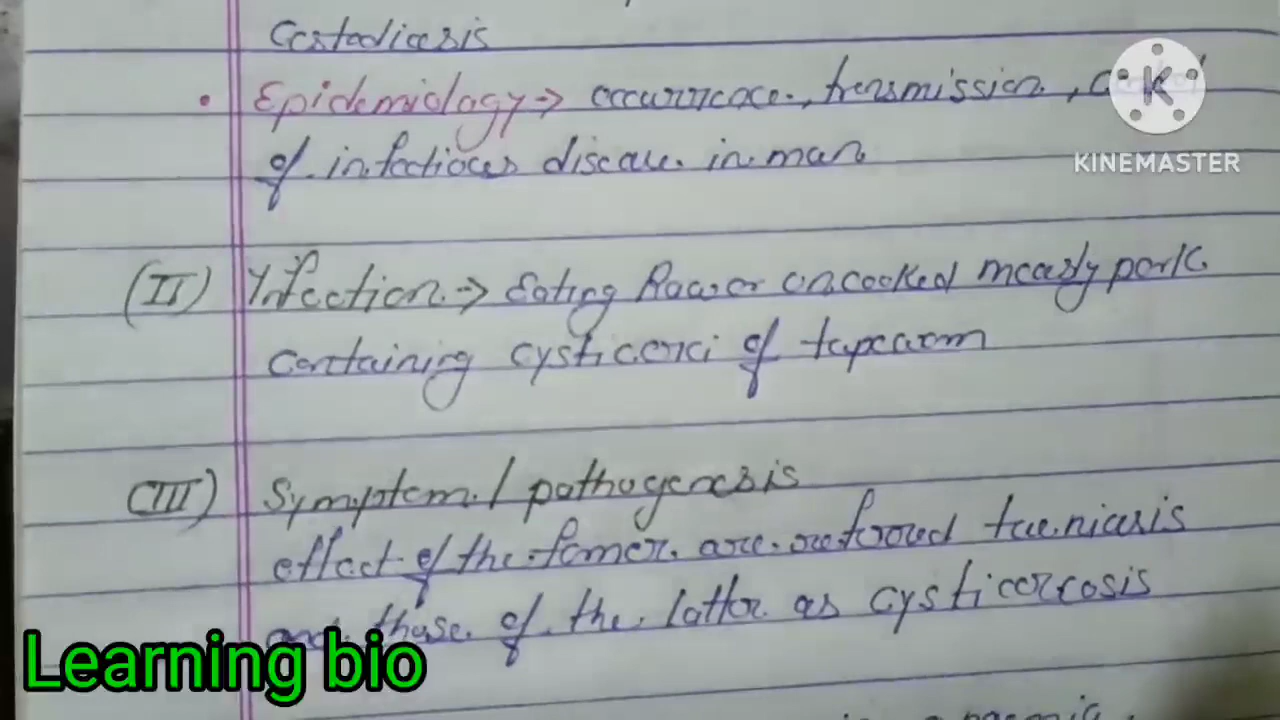 Cestodiasis
• Epidemiology → occurrence, transmission,
of infectious disease in man
KINEMASTER
(II) Infection → Eating Raw or uncooked measly pork
containing cysticerci of tapeworm
(III) Symptom / pathogenesis
effect of the former are referred taeniasis
and those of the latter as cysticercosis
Learning bio